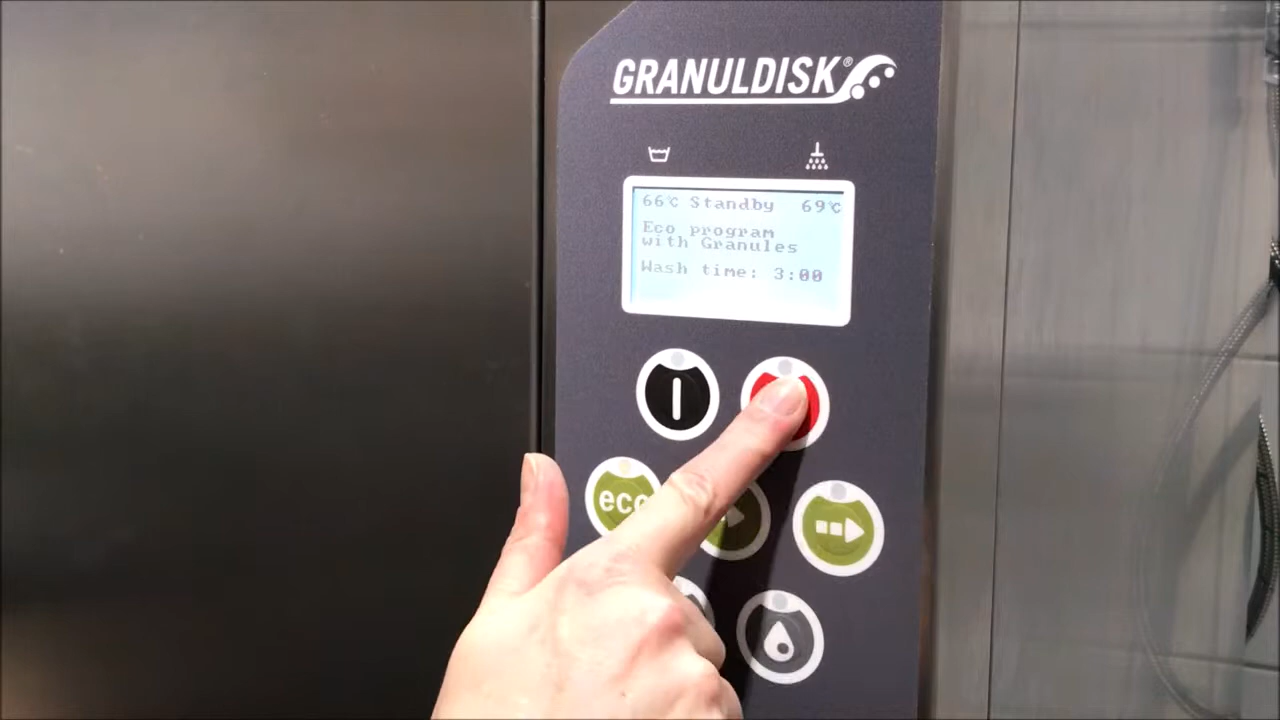 GRANULDISK®
66°C Standby 69°C
Eco program
with Granules
Wash time: 3:00
eco